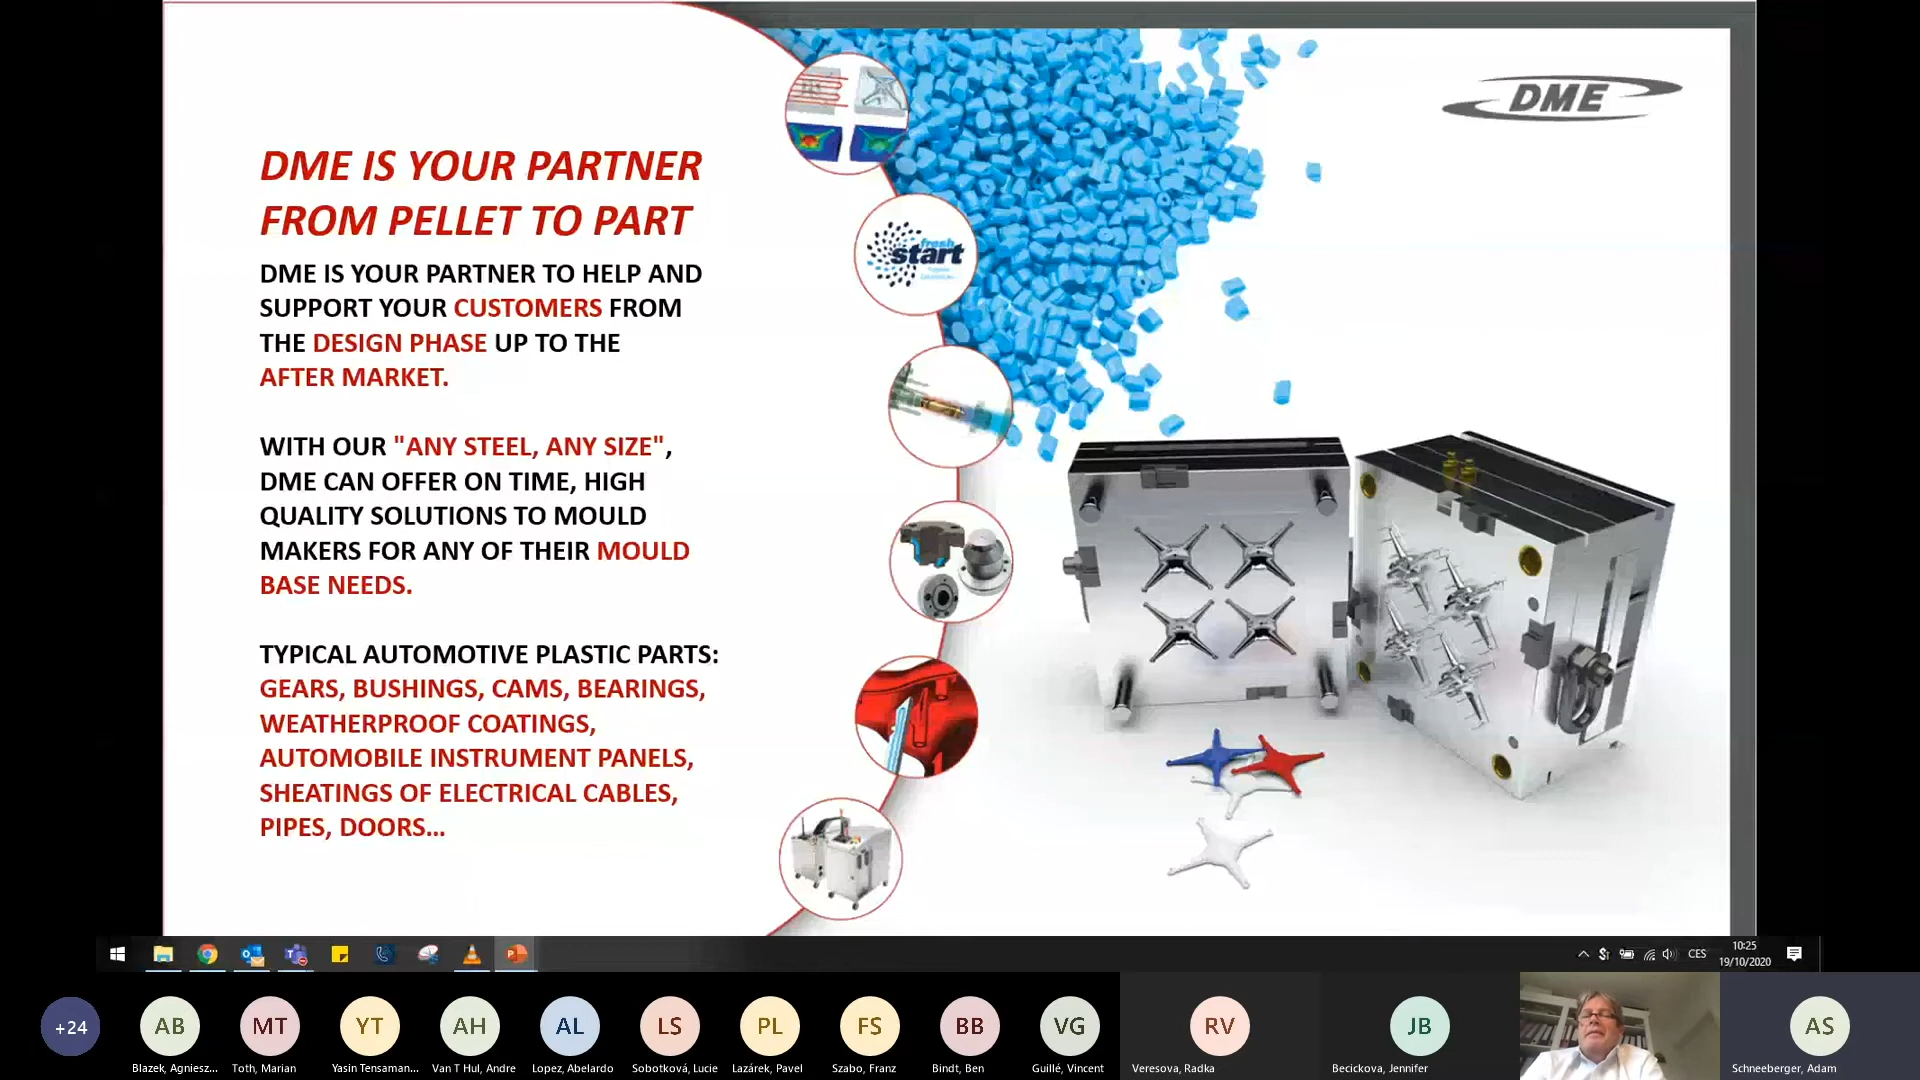 DME
DME IS YOUR PARTNER
FROM PELLET TO PART
DME IS YOUR PARTNER TO HELP AND
SUPPORT YOUR CUSTOMERS FROM
THE DESIGN PHASE UP TO THE
AFTER MARKET.
WITH OUR "ANY STEEL, ANY SIZE",
DME CAN OFFER ON TIME, HIGH
QUALITY SOLUTIONS TO MOULD
MAKERS FOR ANY OF THEIR MOULD
BASE NEEDS.
TYPICAL AUTOMOTIVE PLASTIC PARTS:
GEARS, BUSHINGS, CAMS, BEARINGS,
WEATHERPROOF COATINGS,
AUTOMOBILE INSTRUMENT PANELS,
SHEATINGS OF ELECTRICAL CABLES,
PIPES, DOORS...
fresh
start
CES
10:25
19/10/2020
+24
AB
MT
YT
AH
AL
LS
PL
FS
BB
VG
RV
JB
AS
Blazek, Agniesz...
Toth, Marian
Yasin Tensaman...
Van T Hul, Andre
Lopez, Abelardo
Sobotková, Lucie
Lazárek, Pavel
Szabo, Franz
Bindt, Ben
Guillé, Vincent
Veresova, Radka
Becickova, Jennifer
Schneeberger, Adam